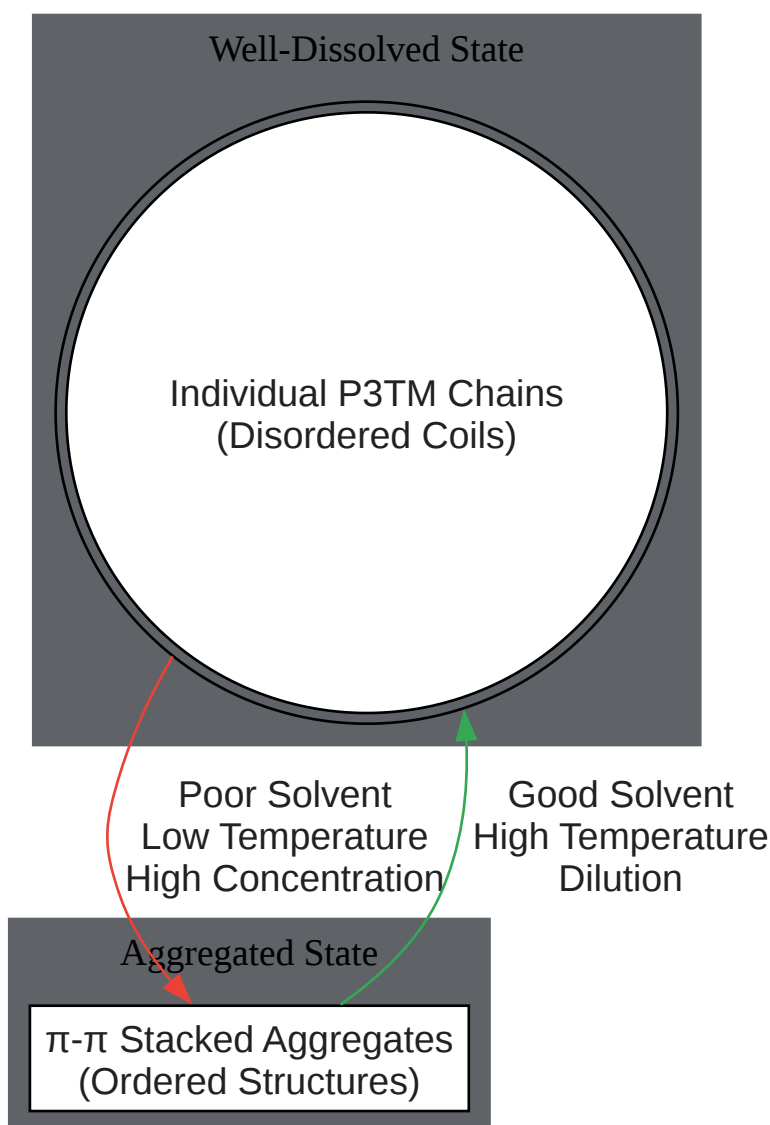 Well-Dissolved State
Individual P3TM Chains
(Disordered Coils)
Poor Solvent
Low Temperature
High Concentration
Good Solvent
High Temperature
Dilution
Aggregated State
π-π Stacked Aggregates
(Ordered Structures)